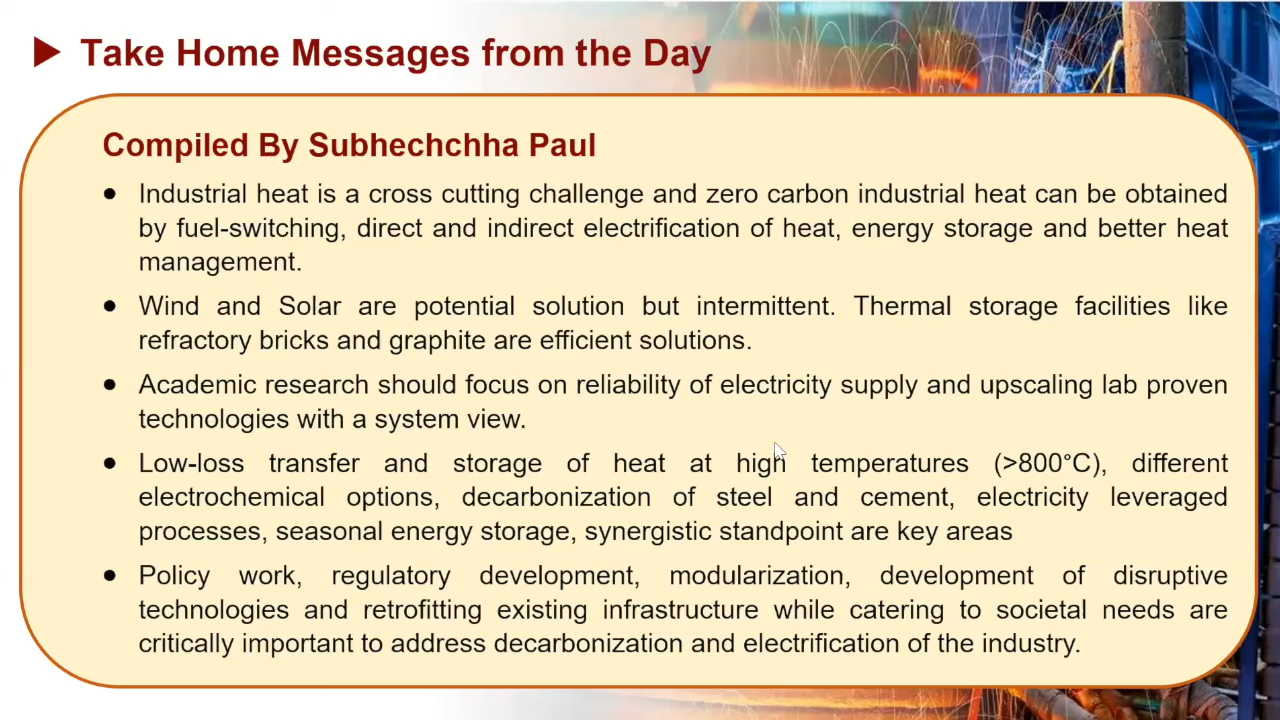 Take Home Messages from the Day
Compiled By Subhechchha Paul
● Industrial heat is a cross cutting challenge and zero carbon industrial heat can be obtained
by fuel-switching, direct and indirect electrification of heat, energy storage and better heat
management.
● Wind and Solar are potential solution but intermittent. Thermal storage facilities like
refractory bricks and graphite are efficient solutions.
● Academic research should focus on reliability of electricity supply and upscaling lab proven
technologies with a system view.
● Low-loss transfer and storage of heat at high temperatures (>800°C), different
electrochemical options, decarbonization of steel and cement, electricity leveraged
processes, seasonal energy storage, synergistic standpoint are key areas
● Policy work, regulatory development, modularization, development of disruptive
technologies and retrofitting existing infrastructure while catering to societal needs are
critically important to address decarbonization and electrification of the industry.